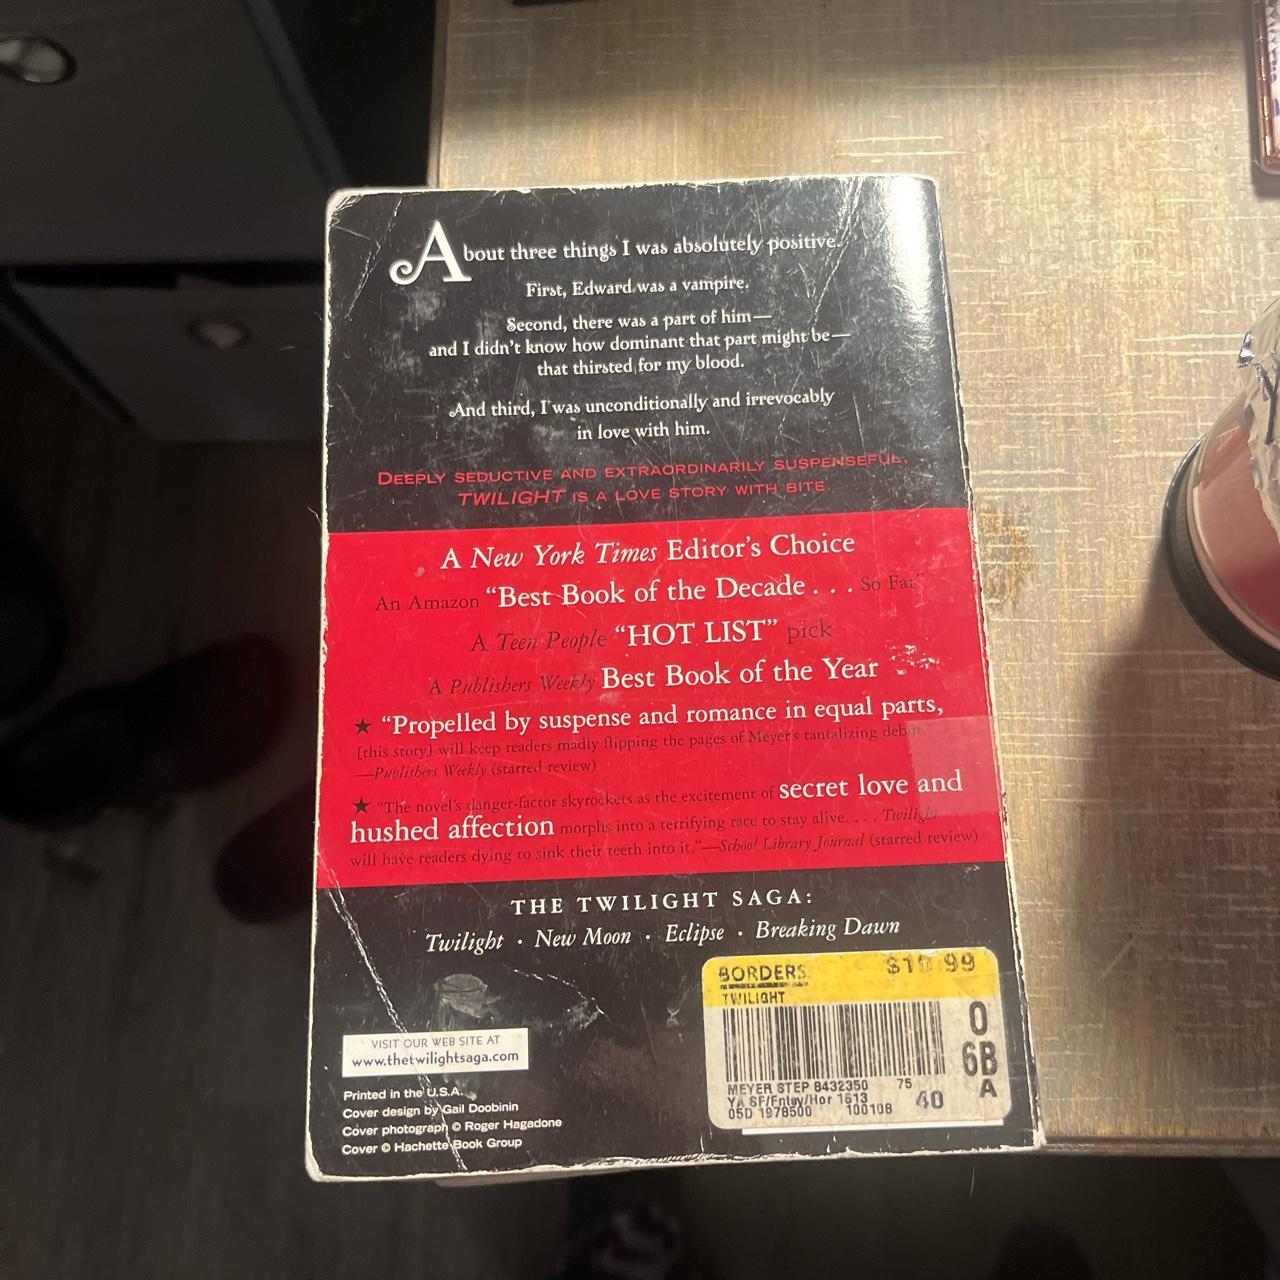 About three things I was absolutely positive.
First, Edward was a vampire.
Second, there was a part of him—
and I didn't know how dominant that part might be—
that thirsted for my blood.
And third, I was unconditionally and irrevocably
in love with him.
DEEPLY SEDUCTIVE AND EXTRAORDINARILY SUSPENSEFUL,
TWILIGHT IS A LOVE STORY WITH BITE.
A New York Times Editor's Choice
An Amazon "Best Book of the Decade . . . So Far"
A Teen People "HOT LIST" pick
A Publishers Weekly Best Book of the Year
★ "Propelled by suspense and romance in equal parts,
[this story] will keep readers madly flipping the pages of Meyer's tantalizing debut."
—Publishers Weekly (starred review)
★ "The novel's danger-factor skyrockets as the excitement of secret love and
hushed affection morphs into a terrifying race to stay alive. . . . Twilight
will have readers dying to sink their teeth into it."—School Library Journal (starred review)
THE TWILIGHT SAGA:
Twilight · New Moon · Eclipse · Breaking Dawn
BORDERS
TWILIGHT
0
6B
A
MEYER STEP 8432350 75
YA SF/Fntsy/Hor 1613 40
05D 1978500 100108
VISIT OUR WEB SITE AT
www.thetwilightsaga.com
Printed in the U.S.A.
Cover design by Gail Doobinin
Cover photograph © Roger Hagadone
Cover © Hachette Book Group